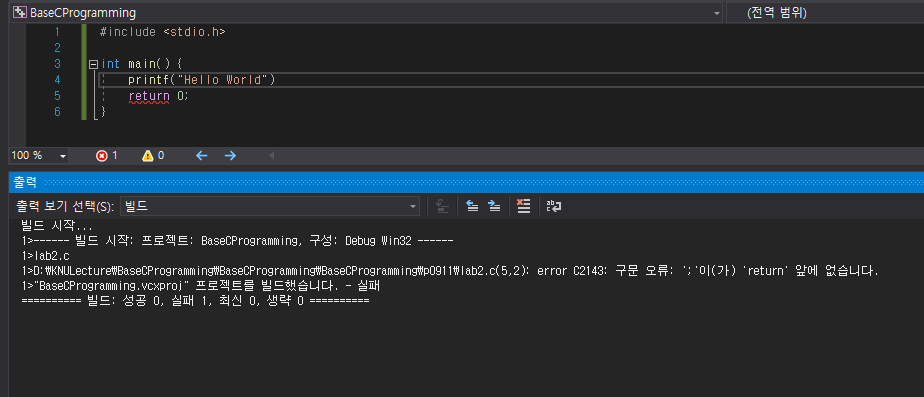 BaseCProgramming (전역 범위)
1 #include <stdio.h>
2
3 int main() {
4 printf("Hello World")
5 return 0;
6 }
100 % 1 0
출력
출력 보기 선택(S): 빌드
빌드 시작...
1>------ 빌드 시작: 프로젝트: BaseCProgramming, 구성: Debug Win32 ------
1>lab2.c
1>D:\KNULecture\BaseCProgramming\BaseCProgramming\BaseCProgramming\p0911\lab2.c(5,2): error C2143: 구문 오류: ';'이(가) 'return' 앞에 없습니다.
1>"BaseCProgramming.vcxproj" 프로젝트를 빌드했습니다. - 실패
========== 빌드: 성공 0, 실패 1, 최신 0, 생략 0 ==========